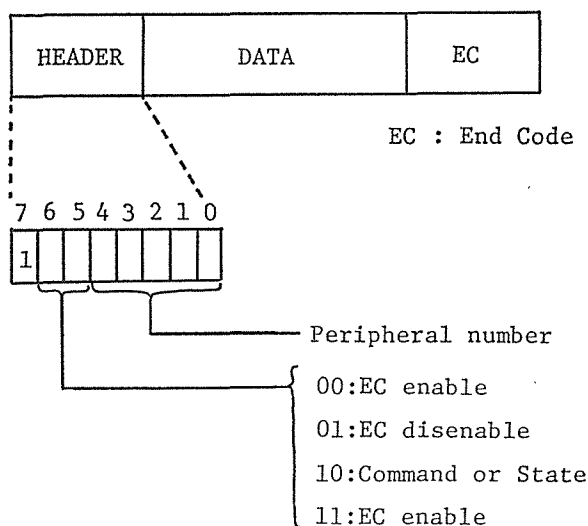 HEADER DATA EC
EC : End Code
7 6 5 4 3 2 1 0
1
Peripheral number
00:EC enable
01:EC disenable
10:Command or State
11:EC enable